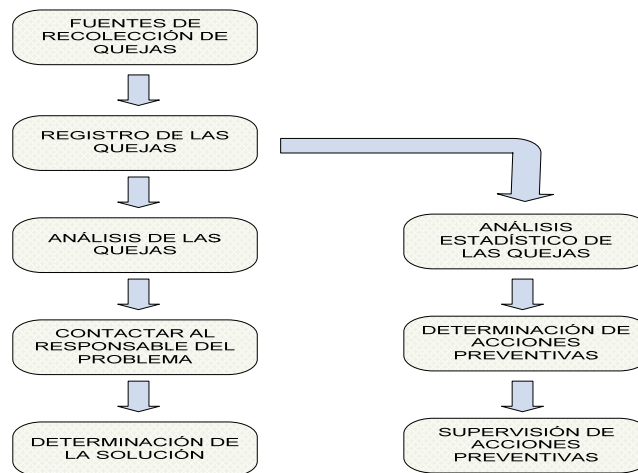 FUENTES DE
RECOLECCIÓN DE
QUEJAS
REGISTRO DE LAS
QUEJAS
ANÁLISIS DE LAS
QUEJAS
CONTACTAR AL
RESPONSABLE DEL
PROBLEMA
DETERMINACIÓN DE
LA SOLUCIÓN
ANÁLISIS
ESTADÍSTICO DE
LAS QUEJAS
DETERMINACIÓN DE
ACCIONES
PREVENTIVAS
SUPERVISIÓN DE
ACCIONES
PREVENTIVAS